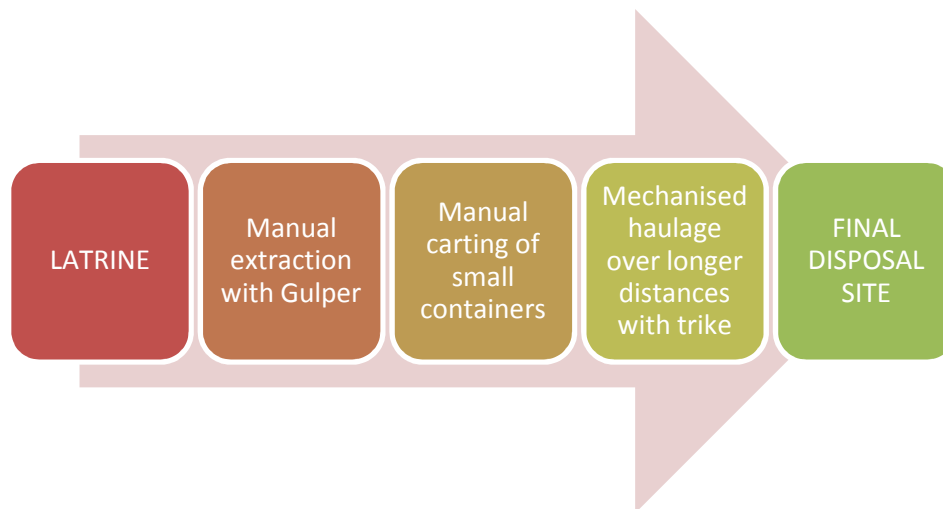 LATRINE
Manual
extraction
with Gulper
Manual
carting of
small
containers
Mechanised
haulage
over longer
distances
with trike
FINAL
DISPOSAL
SITE